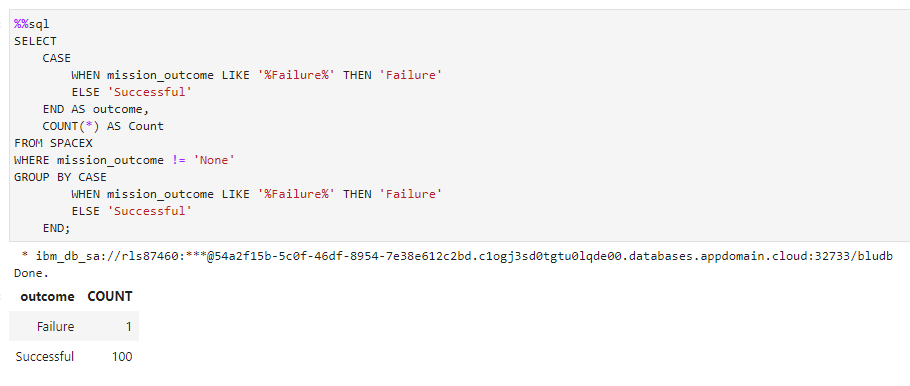 %%sql
SELECT
    CASE
        WHEN mission_outcome LIKE '%Failure%' THEN 'Failure'
        ELSE 'Successful'
    END AS outcome,
    COUNT(*) AS Count
FROM SPACEX
WHERE mission_outcome != 'None'
GROUP BY CASE
        WHEN mission_outcome LIKE '%Failure%' THEN 'Failure'
        ELSE 'Successful'
    END;
 * ibm_db_sa://rls87460:***@54a2f15b-5c0f-46df-8954-7e38e612c2bd.c1ogj3sd0tgtu0lqde00.databases.appdomain.cloud:32733/bludb
Done.
outcome COUNT
Failure 1
Successful 100